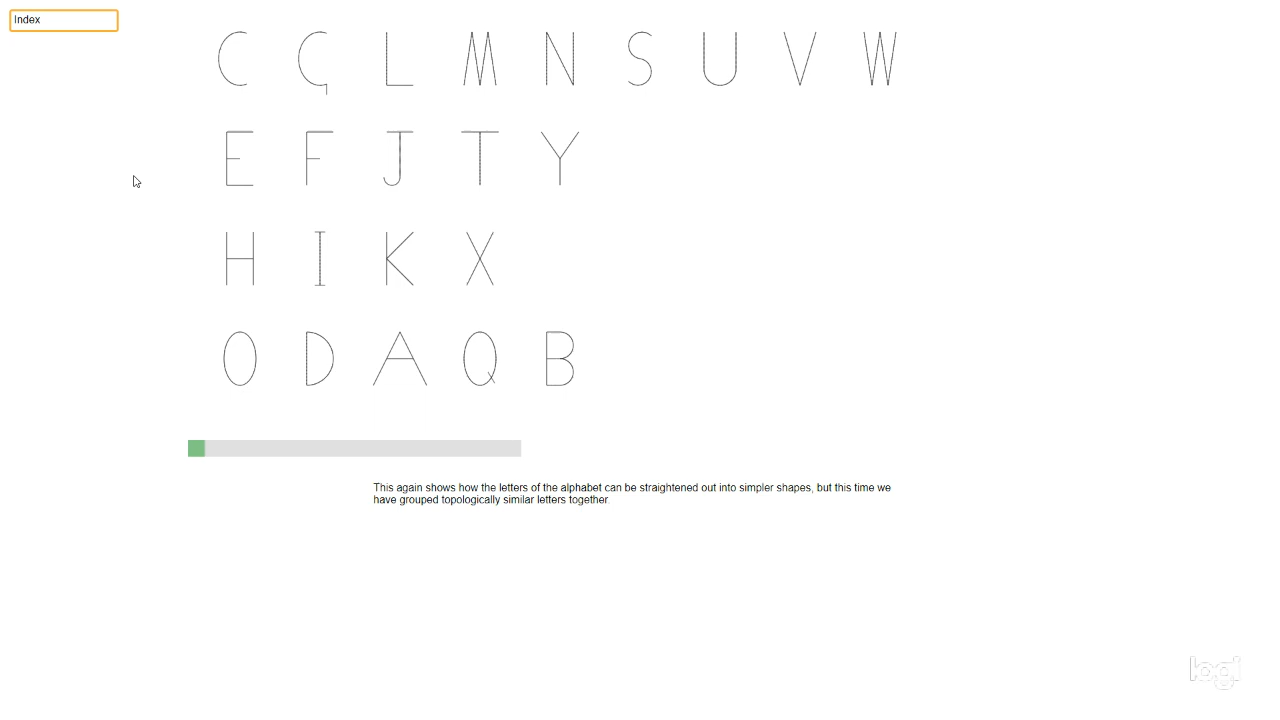 Index
C G L M N S U V W
E F J T Y
H I K X
O D A Q B
This again shows how the letters of the alphabet can be straightened out into simpler shapes, but this time we
have grouped topologically similar letters together.
logi